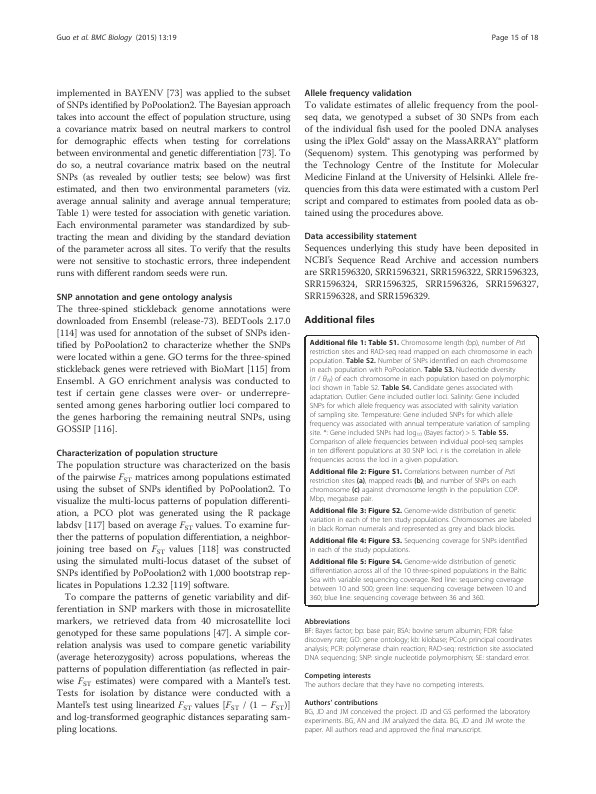 Guo et al. BMC Biology (2015) 13:19
Page 15 of 18
implemented in BAYENV [73] was applied to the subset
of SNPs identified by PoPoolation2. The Bayesian approach
takes into account the effect of population structure, using
a covariance matrix based on neutral markers to control
for demographic effects when testing for correlations
between environmental and genetic differentiation [73]. To
do so, a neutral covariance matrix based on the neutral
SNPs (as revealed by outlier tests; see below) was first
estimated, and then two environmental parameters (viz.
average annual salinity and average annual temperature;
Table 1) were tested for association with genetic variation.
Each environmental parameter was standardized by sub-
tracting the mean and dividing by the standard deviation
of the parameter across all sites. To verify that the results
were not sensitive to stochastic errors, three independent
runs with different random seeds were run.
SNP annotation and gene ontology analysis
The three-spined stickleback genome annotations were
downloaded from Ensembl (release-73). BEDTools 2.17.0
[114] was used for annotation of the subset of SNPs iden-
tified by PoPoolation2 to characterize whether the SNPs
were located within a gene. GO terms for the three-spined
stickleback genes were retrieved with BioMart [115] from
Ensembl. A GO enrichment analysis was conducted to
test if certain gene classes were over- or underrepre-
sented among genes harboring outlier loci compared to
the genes harboring the remaining neutral SNPs, using
GOSSIP [116].
Characterization of population structure
The population structure was characterized on the basis
of the pairwise FST matrices among populations estimated
using the subset of SNPs identified by PoPoolation2. To
visualize the multi-locus patterns of population differenti-
ation, a PCO plot was generated using the R package
labdsv [117] based on average FST values. To examine fur-
ther the patterns of population differentiation, a neighbor-
joining tree based on FST values [118] was constructed
using the simulated multi-locus dataset of the subset of
SNPs identified by PoPoolation2 with 1,000 bootstrap rep-
licates in Populations 1.2.32 [119] software.
To compare the patterns of genetic variability and dif-
ferentiation in SNP markers with those in microsatellite
markers, we retrieved data from 40 microsatellite loci
genotyped for these same populations [47]. A simple cor-
relation analysis was used to compare genetic variability
(average heterozygosity) across populations, whereas the
patterns of population differentiation (as reflected in pair-
wise FST estimates) were compared with a Mantel's test.
Tests for isolation by distance were conducted with a
Mantel's test using linearized FST values [FST / (1 − FST)]
and log-transformed geographic distances separating sam-
pling locations.
Allele frequency validation
To validate estimates of allelic frequency from the pool-
seq data, we genotyped a subset of 30 SNPs from each
of the individual fish used for the pooled DNA analyses
using the iPlex Gold® assay on the MassARRAY® platform
(Sequenom) system. This genotyping was performed by
the Technology Centre of the Institute for Molecular
Medicine Finland at the University of Helsinki. Allele fre-
quencies from this data were estimated with a custom Perl
script and compared to estimates from pooled data as ob-
tained using the procedures above.
Data accessibility statement
Sequences underlying this study have been deposited in
NCBI's Sequence Read Archive and accession numbers
are SRR1596320, SRR1596321, SRR1596322, SRR1596323,
SRR1596324, SRR1596325, SRR1596326, SRR1596327,
SRR1596328, and SRR1596329.
Additional files
Additional file 1: Table S1. Chromosome length (bp), number of PstI
restriction sites and RAD-seq read mapped on each chromosome in each
population. Table S2. Number of SNPs identified on each chromosome
in each population with PoPoolation. Table S3. Nucleotide diversity
(π / θW) of each chromosome in each population based on polymorphic
loci shown in Table S2. Table S4. Candidate genes associated with
adaptation. Outlier: Gene included outlier loci. Salinity: Gene included
SNPs for which allele frequency was associated with salinity variation
of sampling site. Temperature: Gene included SNPs for which allele
frequency was associated with annual temperature variation of sampling
site. *: Gene included SNPs had log10 (Bayes factor) > 5. Table S5.
Comparison of allele frequencies between individual pool-seq samples
in ten different populations at 30 SNP loci. r is the correlation in allele
frequencies across the loci in a given population.
Additional file 2: Figure S1. Correlations between number of PstI
restriction sites (a), mapped reads (b), and number of SNPs on each
chromosome (c) against chromosome length in the population COP.
Mbp, megabase pair.
Additional file 3: Figure S2. Genome-wide distribution of genetic
variation in each of the ten study populations. Chromosomes are labeled
in black Roman numerals and represented as grey and black blocks.
Additional file 4: Figure S3. Sequencing coverage for SNPs identified
in each of the study populations.
Additional file 5: Figure S4. Genome-wide distribution of genetic
differentiation across all of the 10 three-spined populations in the Baltic
Sea with variable sequencing coverage. Red line: sequencing coverage
between 10 and 500; green line: sequencing coverage between 10 and
360; blue line: sequencing coverage between 36 and 360.
Abbreviations
BF: Bayes factor; bp: base pair; BSA: bovine serum albumin; FDR: false
discovery rate; GO: gene ontology; kb: kilobase; PCoA: principal coordinates
analysis; PCR: polymerase chain reaction; RAD-seq: restriction site associated
DNA sequencing; SNP: single nucleotide polymorphism; SE: standard error.
Competing interests
The authors declare that they have no competing interests.
Authors' contributions
BG, JD and JM conceived the project. JD and GS performed the laboratory
experiments. BG, AN and JM analyzed the data. BG, JD and JM wrote the
paper. All authors read and approved the final manuscript.